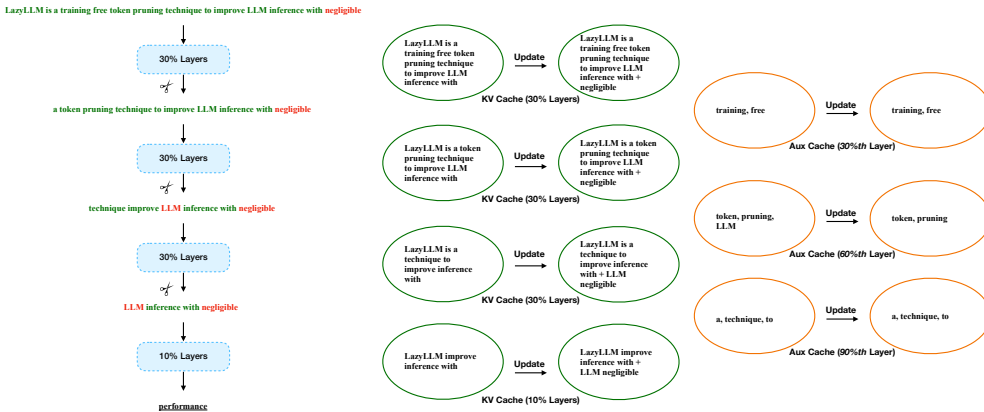 LazyLLM is a training free token pruning technique to improve LLM inference with negligible
30% Layers
a token pruning technique to improve LLM inference with negligible
30% Layers
technique improve LLM inference with negligible
30% Layers
LLM inference with negligible
10% Layers
performance
LazyLLM is a
training free token
pruning technique
to improve LLM
inference with
Update
LazyLLM is a
training free token
pruning technique
to improve LLM
inference with +
negligible
KV Cache (30% Layers)
LazyLLM is a token
pruning technique
to improve LLM
inference with
Update
LazyLLM is a token
pruning technique
to improve LLM
inference with +
negligible
KV Cache (30% Layers)
LazyLLM is a
technique to
improve inference
with
Update
LazyLLM is a
technique to
improve inference
with + LLM
negligible
KV Cache (30% Layers)
LazyLLM improve
inference with
Update
LazyLLM improve
inference with +
LLM negligible
KV Cache (10% Layers)
training, free
Update
training, free
Aux Cache (30%th Layer)
token, pruning,
LLM
Update
token, pruning
Aux Cache (60%th Layer)
a, technique, to
Update
a, technique, to
Aux Cache (90%th Layer)